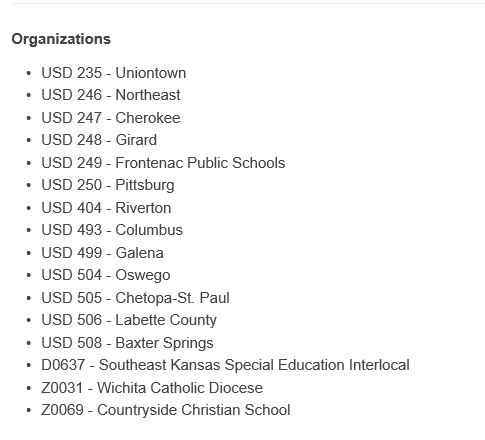 Organizations
• USD 235 - Uniontown
• USD 246 - Northeast
• USD 247 - Cherokee
• USD 248 - Girard
• USD 249 - Frontenac Public Schools
• USD 250 - Pittsburg
• USD 404 - Riverton
• USD 493 - Columbus
• USD 499 - Galena
• USD 504 - Oswego
• USD 505 - Chetopa-St. Paul
• USD 506 - Labette County
• USD 508 - Baxter Springs
• D0637 - Southeast Kansas Special Education Interlocal
• Z0031 - Wichita Catholic Diocese
• Z0069 - Countryside Christian School